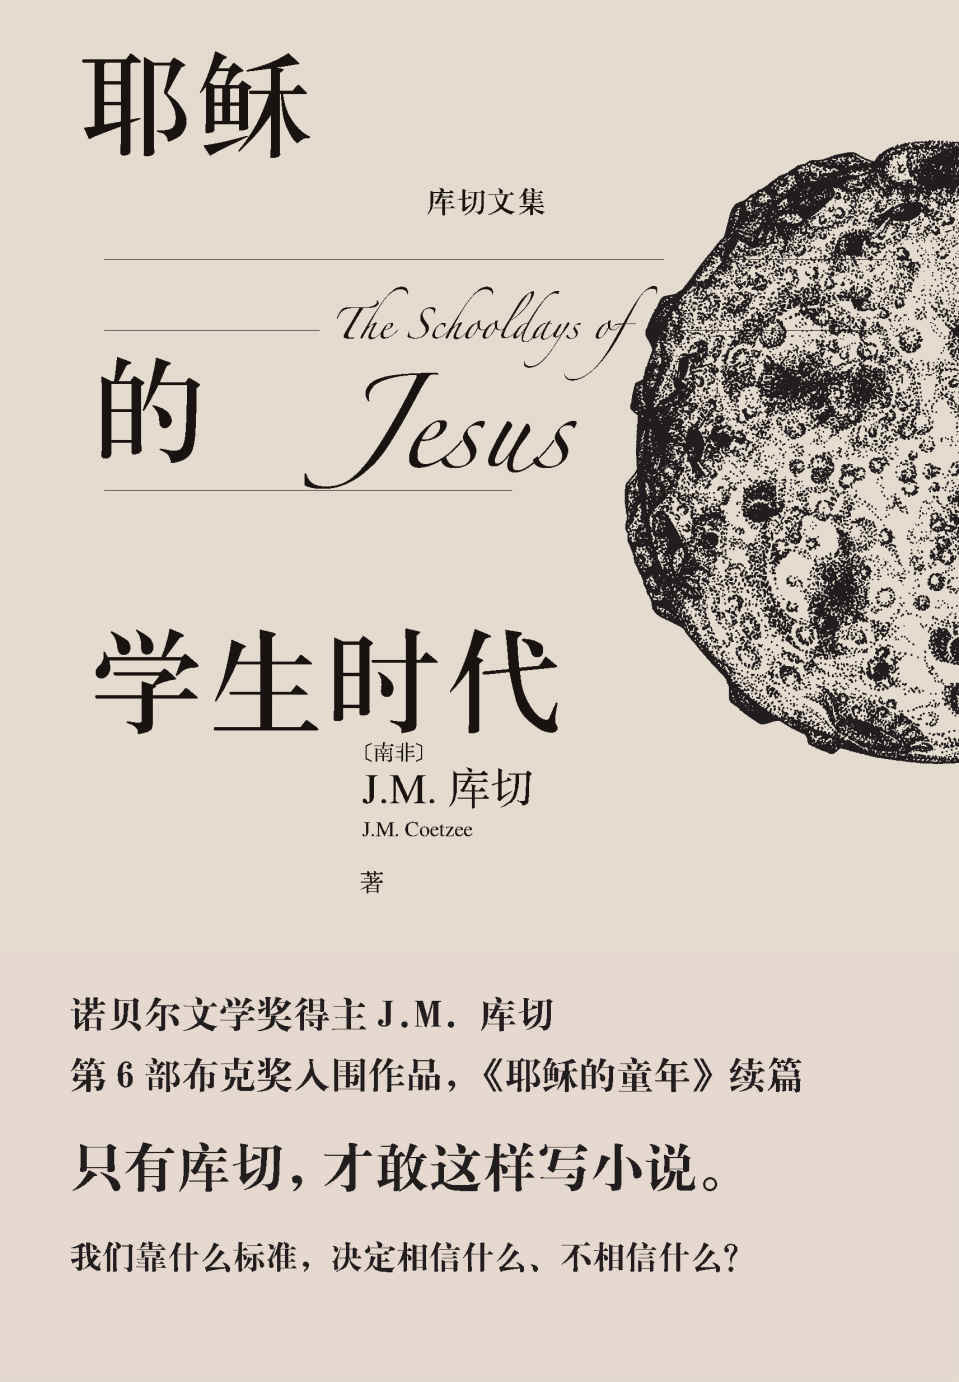 耶稣
库切文集
The Schooldays of
的
Jesus
学生时代
〔南非〕
J.M. 库切
J.M. Coetzee
著
诺贝尔文学奖得主 J.M. 库切
第 6 部布克奖入围作品，《耶稣的童年》续篇
只有库切，才敢这样写小说。
我们靠什么标准，决定相信什么、不相信什么？